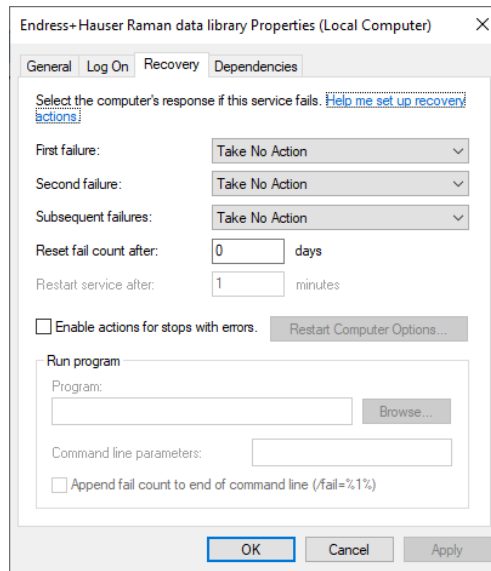 Endress+Hauser Raman data library Properties (Local Computer)
General Log On Recovery Dependencies
Select the computer's response if this service fails. Help me set up recovery
actions.
First failure: Take No Action
Second failure: Take No Action
Subsequent failures: Take No Action
Reset fail count after: 0 days
Restart service after: 1 minutes
Enable actions for stops with errors. Restart Computer Options...
Run program
Program:
Browse...
Command line parameters:
Append fail count to end of command line (/fail=%1%)
OK Cancel Apply